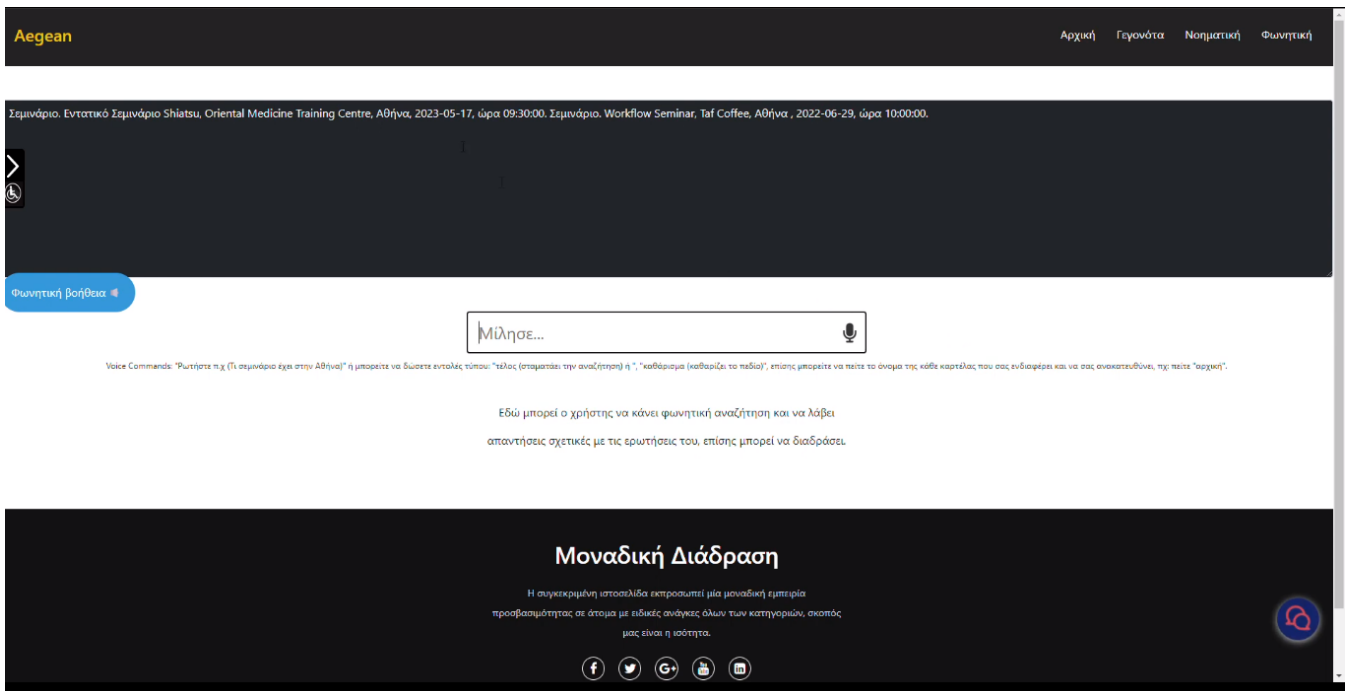 Aegean
Αρχική Γεγονότα Νοηματική Φωνητική
Σεμινάριο. Εντατικό Σεμινάριο Shiatsu, Oriental Medicine Training Centre, Αθήνα, 2023-05-17, ώρα 09:30:00. Σεμινάριο. Workflow Seminar, Taf Coffee, Αθήνα , 2022-06-29, ώρα 10:00:00.
Φωνητική βοήθεια
Μίλησε...
Voice Commands: "Ρωτήστε π.χ (Τι σεμινάριο έχει στην Αθήνα)" ή μπορείτε να δώσετε εντολές τύπου: "τέλος (σταματάει την αναζήτηση) ή ", "καθάρισμα (καθαρίζει το πεδίο)", επίσης μπορείτε να πείτε το όνομα της κάθε καρτέλας που σας ενδιαφέρει και να σας ανακατευθύνει, πχ: πείτε "αρχική".
Εδώ μπορεί ο χρήστης να κάνει φωνητική αναζήτηση και να λάβει
απαντήσεις σχετικές με τις ερωτήσεις του, επίσης μπορεί να διαδράσει.
Μοναδική Διάδραση
Η συγκεκριμένη ιστοσελίδα εκπροσωπεί μία μοναδική εμπειρία
προσβασιμότητας σε άτομα με ειδικές ανάγκες όλων των κατηγοριών, σκοπός
μας είναι η ισότητα.